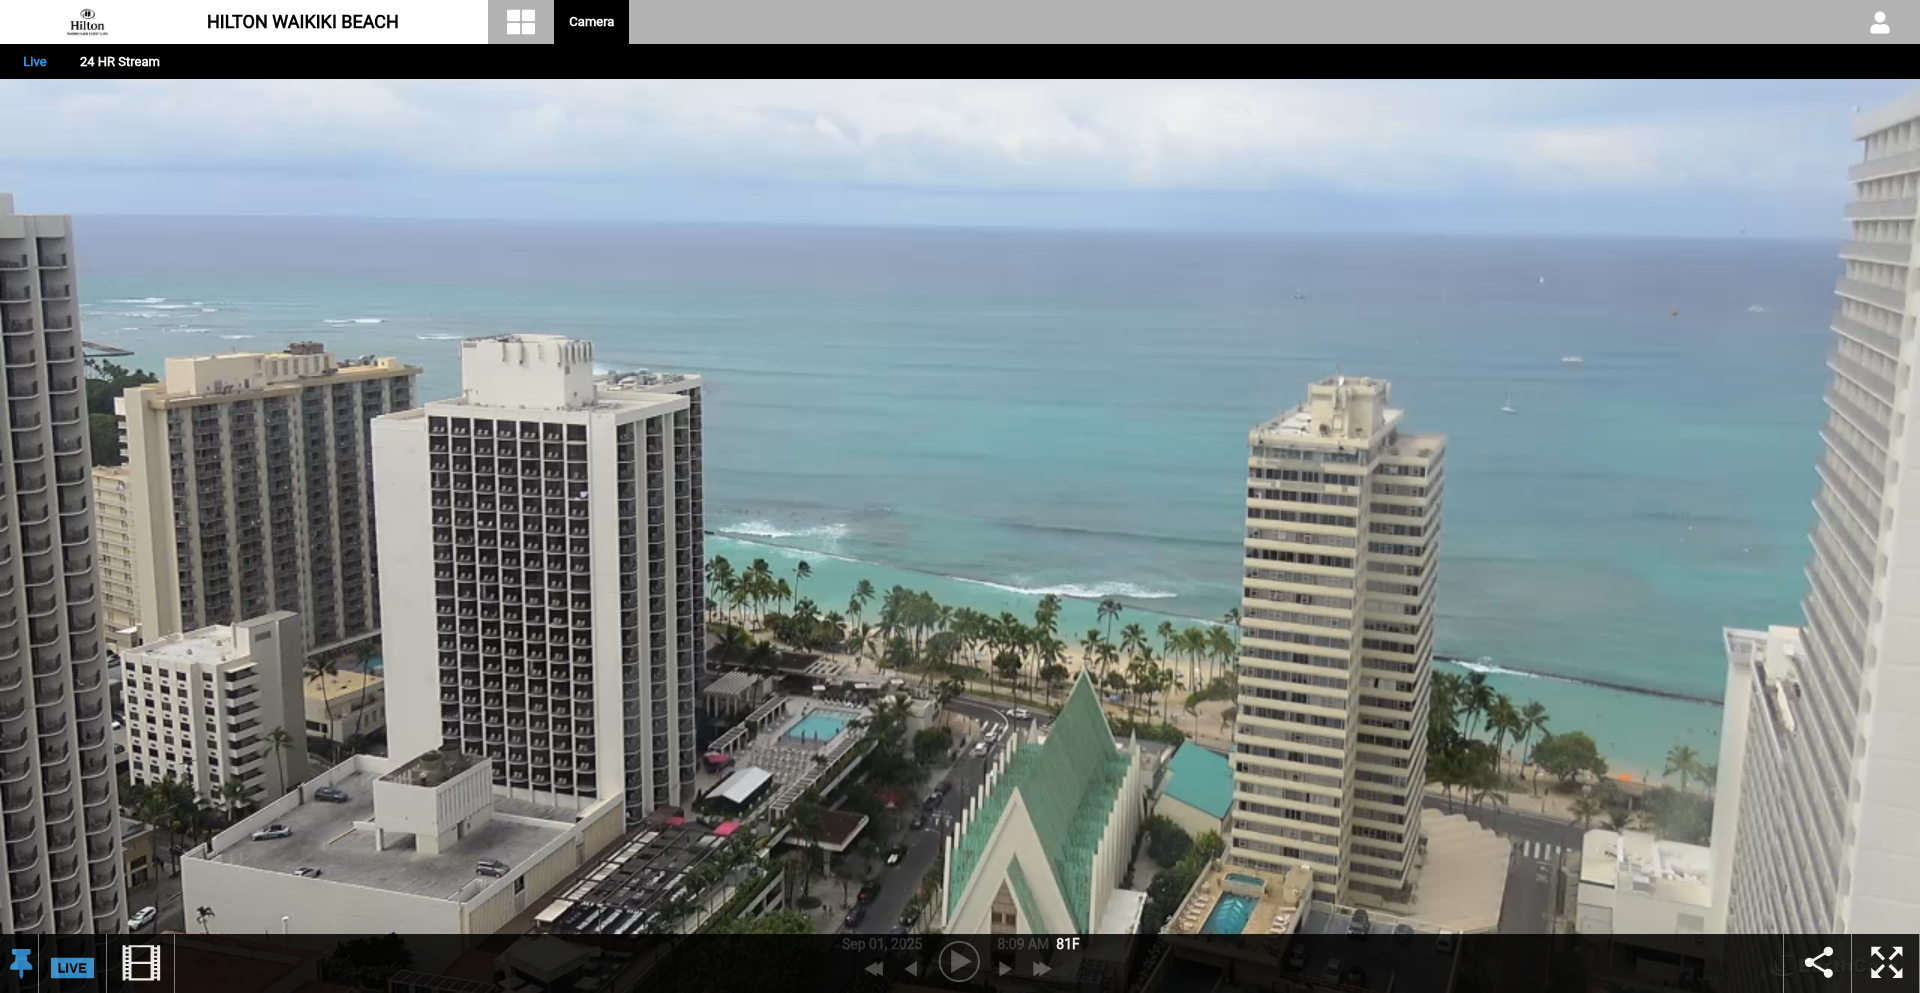 Hilton
HILTON WAIKIKI BEACH
Camera
Live
24 HR Stream
Sep 01, 2025
8:09 AM
81F
LIVE